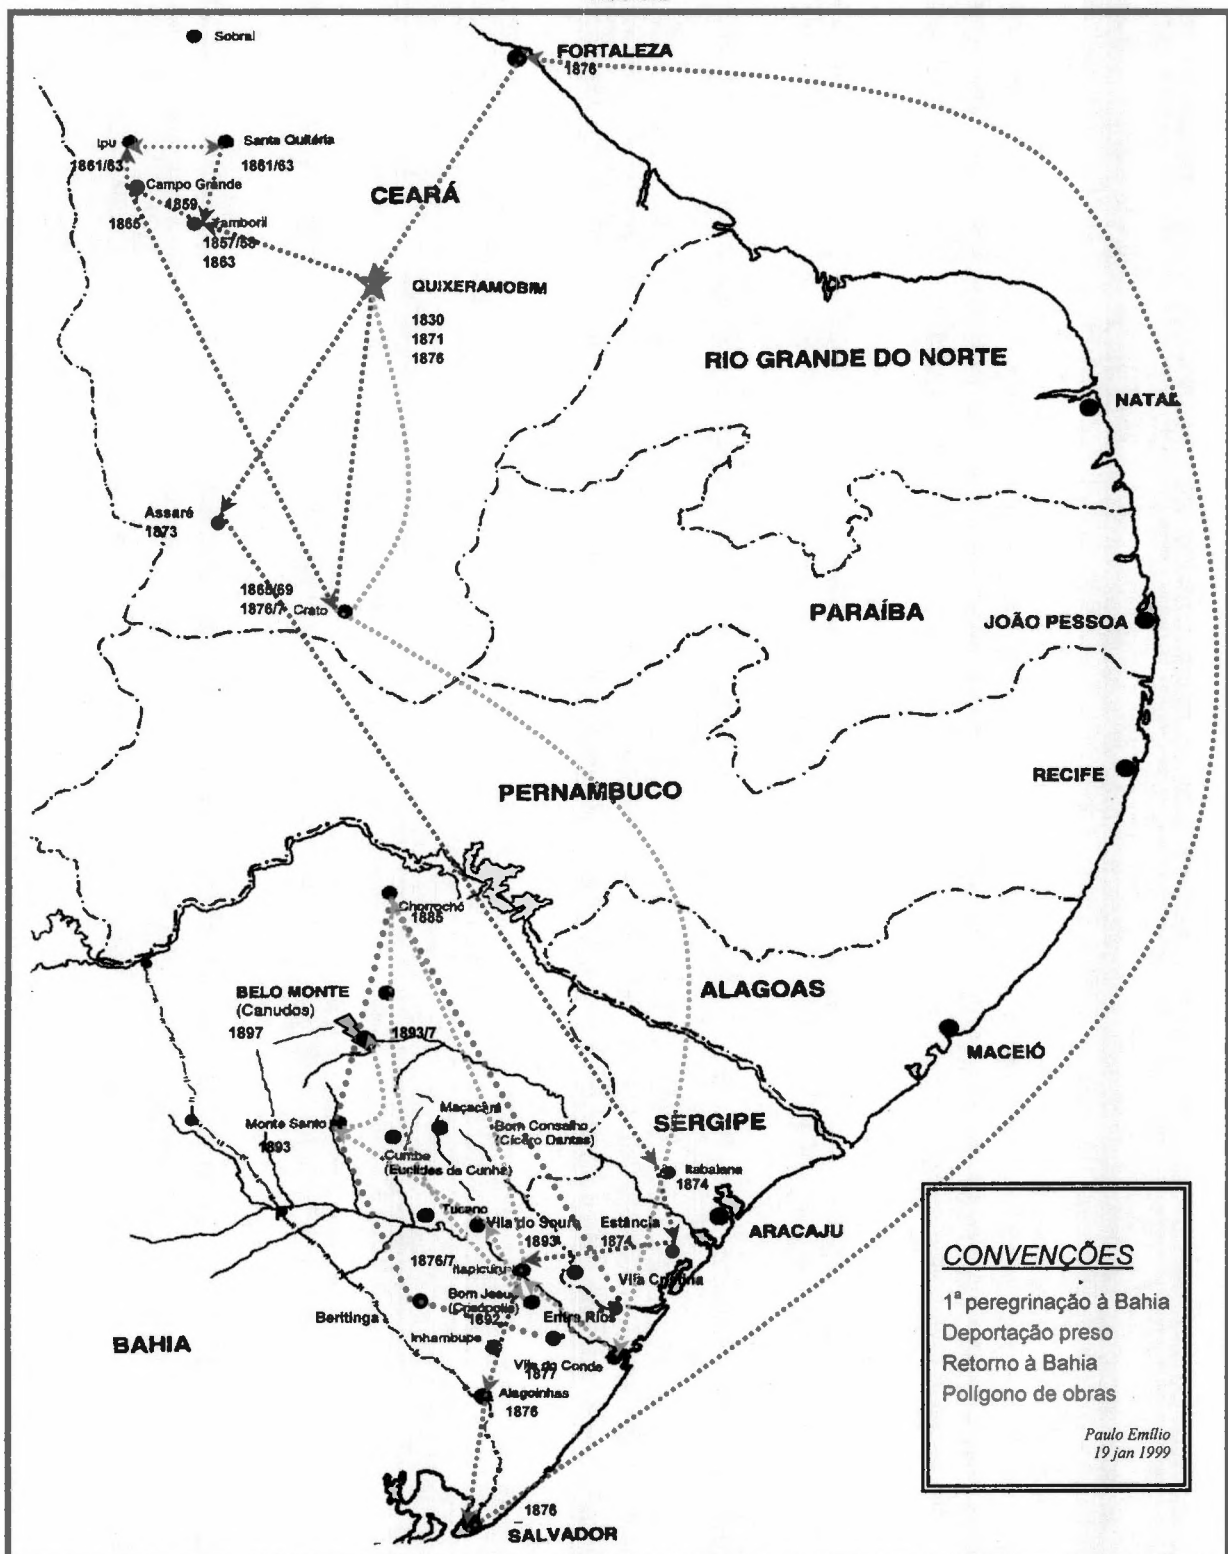 Sobral
FORTALEZA
1876
Ipu
Santa Quitéria
1861/63
1861/63
CEARÁ
Campo Grande
1859
1865
Tamboril
1857/58
1863
QUIXERAMOBIM
1830
1871
1876
RIO GRANDE DO NORTE
NATAL
Assaré
1873
1865/69
1876/7 Crato
PARAÍBA
JOÃO PESSOA
PERNAMBUCO
RECIFE
Chorrochó
1885
BELO MONTE
(Canudos)
1897
1893/7
ALAGOAS
MACEIÓ
Monte Santo
1893
Maçacará
Bom Conselho
(Cícero Dantas)
Cumbe
(Euclides da Cunha)
SERGIPE
Itabaiana
1874
Tucano
Vila do Soure
1893
Estância
1874
ARACAJU
1876/7
Itapicuru
Vila Cristina
Beritinga
Bom Jesus
(Crisópolis)
1892
Entre Rios
BAHIA
Inhambupe
Vila do Conde
1877
Alagoinhas
1876
1876
SALVADOR
CONVENÇÕES
1ª peregrinação à Bahia
Deportação preso
Retorno à Bahia
Polígono de obras
Paulo Emílio
19 jan 1999